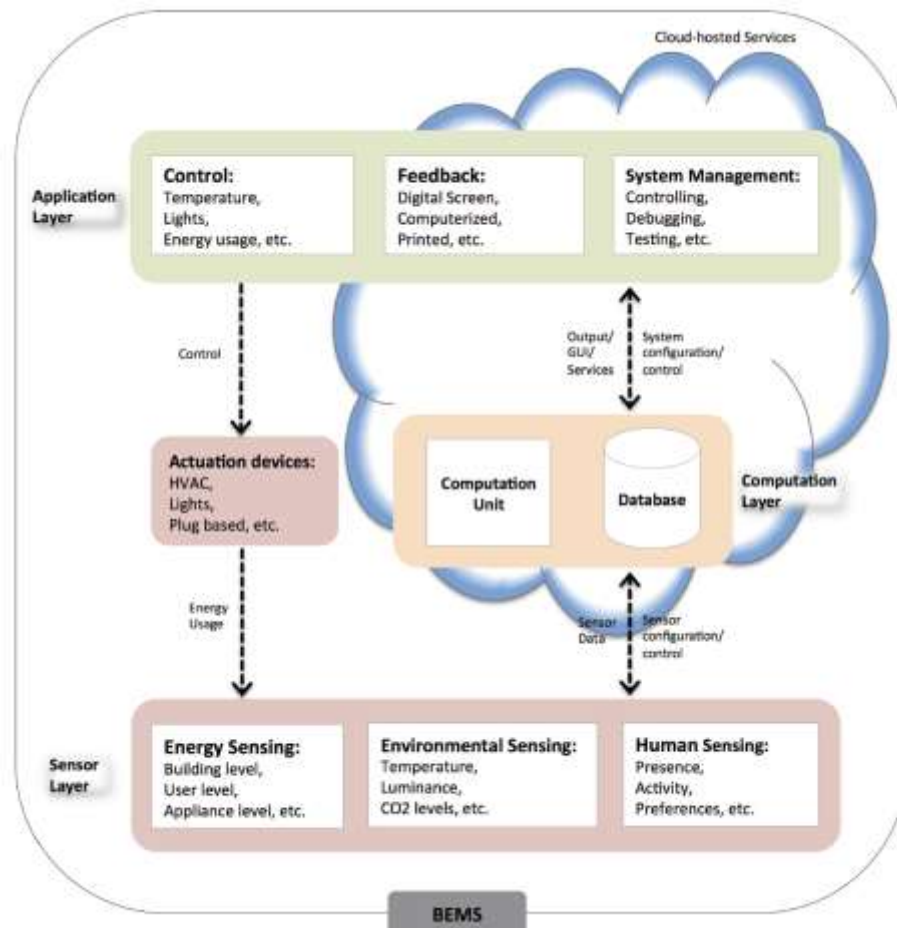 Cloud-hosted Services
Application
Layer
Control:
Temperature,
Lights,
Energy usage, etc.
Feedback:
Digital Screen,
Computerized,
Printed, etc.
System Management:
Controlling,
Debugging,
Testing, etc.
Control
Output/
GUI/
Services
System
configuration/
control
Actuation devices:
HVAC,
Lights,
Plug based, etc.
Computation
Unit
Database
Computation
Layer
Energy
Usage
Sensor
Data
Sensor
configuration/
control
Sensor
Layer
Energy Sensing:
Building level,
User level,
Appliance level, etc.
Environmental Sensing:
Temperature,
Luminance,
CO2 levels, etc.
Human Sensing:
Presence,
Activity,
Preferences, etc.
BEMS